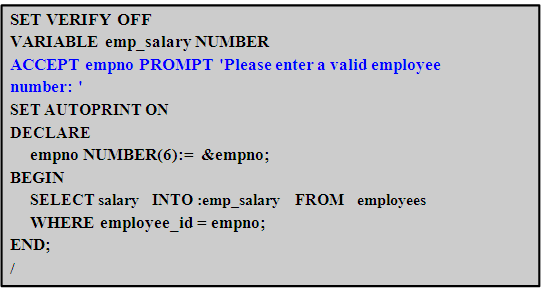 SET VERIFY OFF
VARIABLE emp_salary NUMBER
ACCEPT empno PROMPT 'Please enter a valid employee
number: '
SET AUTOPRINT ON
DECLARE
empno NUMBER(6):= &empno;
BEGIN
SELECT salary INTO :emp_salary FROM employees
WHERE employee_id = empno;
END;
/